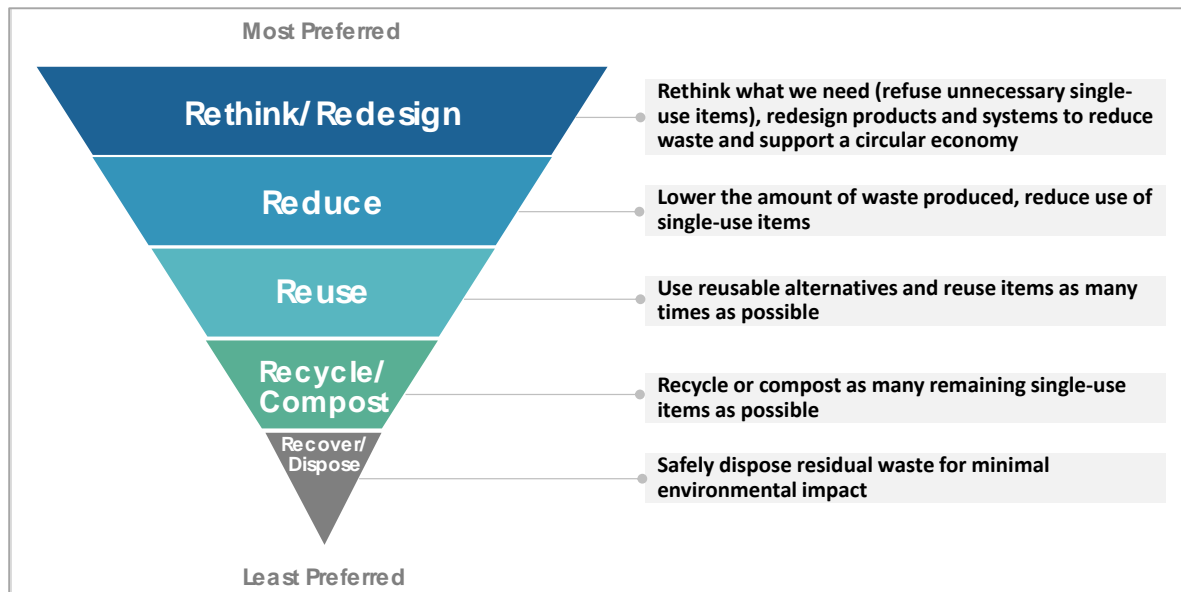 Most Preferred
Rethink/Redesign
Rethink what we need (refuse unnecessary single-
use items), redesign products and systems to reduce
waste and support a circular economy
Reduce
Lower the amount of waste produced, reduce use of
single-use items
Reuse
Use reusable alternatives and reuse items as many
times as possible
Recycle/
Compost
Recycle or compost as many remaining single-use
items as possible
Recover/
Dispose
Safely dispose residual waste for minimal
environmental impact
Least Preferred